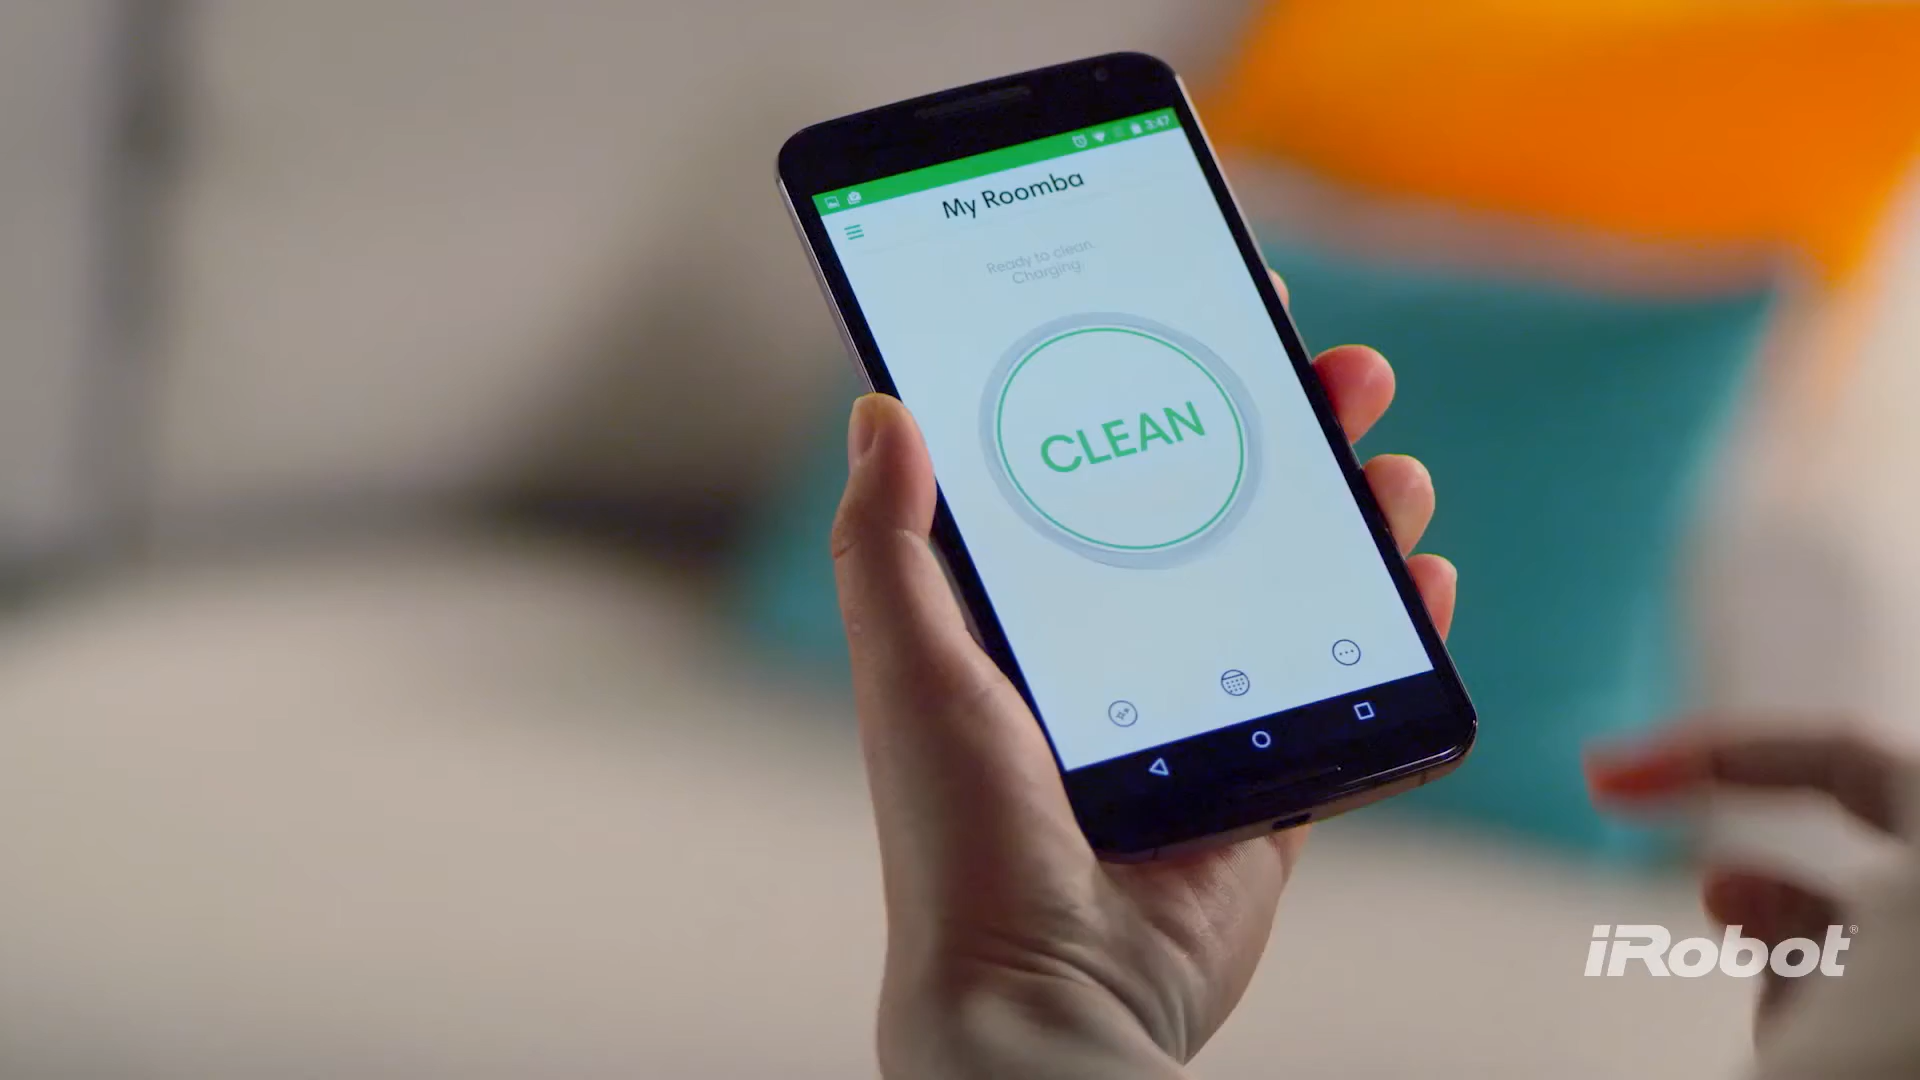 3:47
My Roomba
Ready to clean.
Charging.
CLEAN
iRobot®